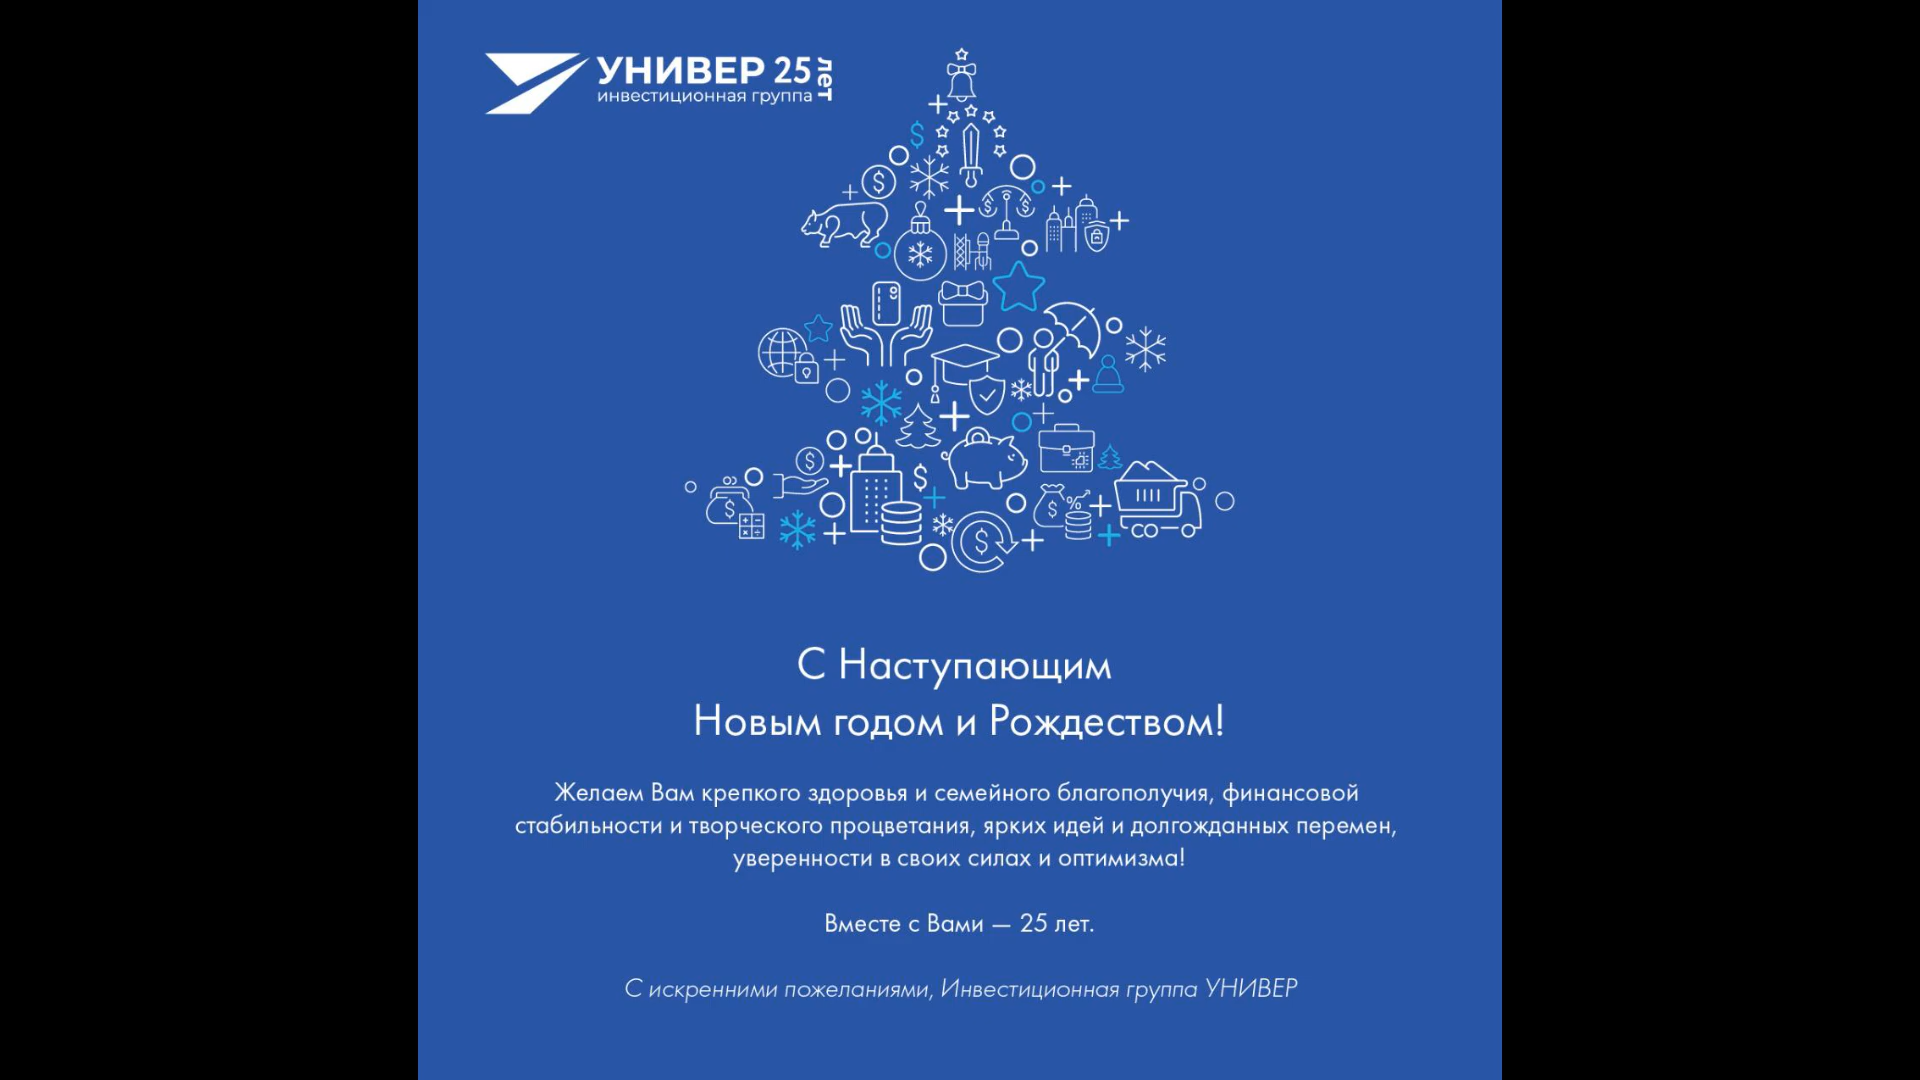 УНИВЕР 25 лет
инвестиционная группа
С Наступающим
Новым годом и Рождеством!
Желаем Вам крепкого здоровья и семейного благополучия, финансовой
стабильности и творческого процветания, ярких идей и долгожданных перемен,
уверенности в своих силах и оптимизма!
Вместе с Вами — 25 лет.
С искренними пожеланиями, Инвестиционная группа УНИВЕР